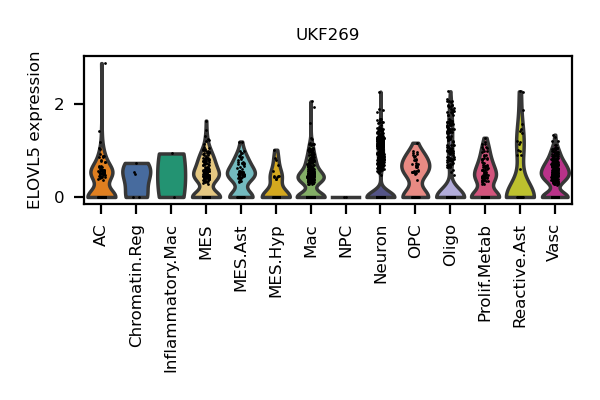 UKF269
ELOVL5 expression
2
0
AC
Chromatin.Reg
Inflammatory.Mac
MES
MES.Ast
MES.Hyp
Mac
NPC
Neuron
OPC
Oligo
Prolif.Metab
Reactive.Ast
Vasc